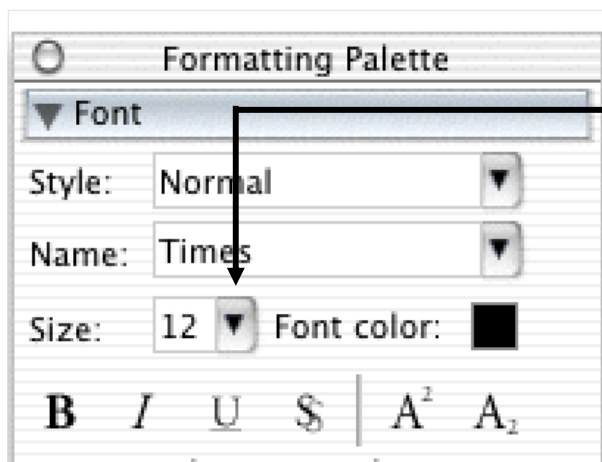 Formatting Palette
Font
Style: Normal
Name: Times
Size: 12 Font color:
B I U S A² A₂